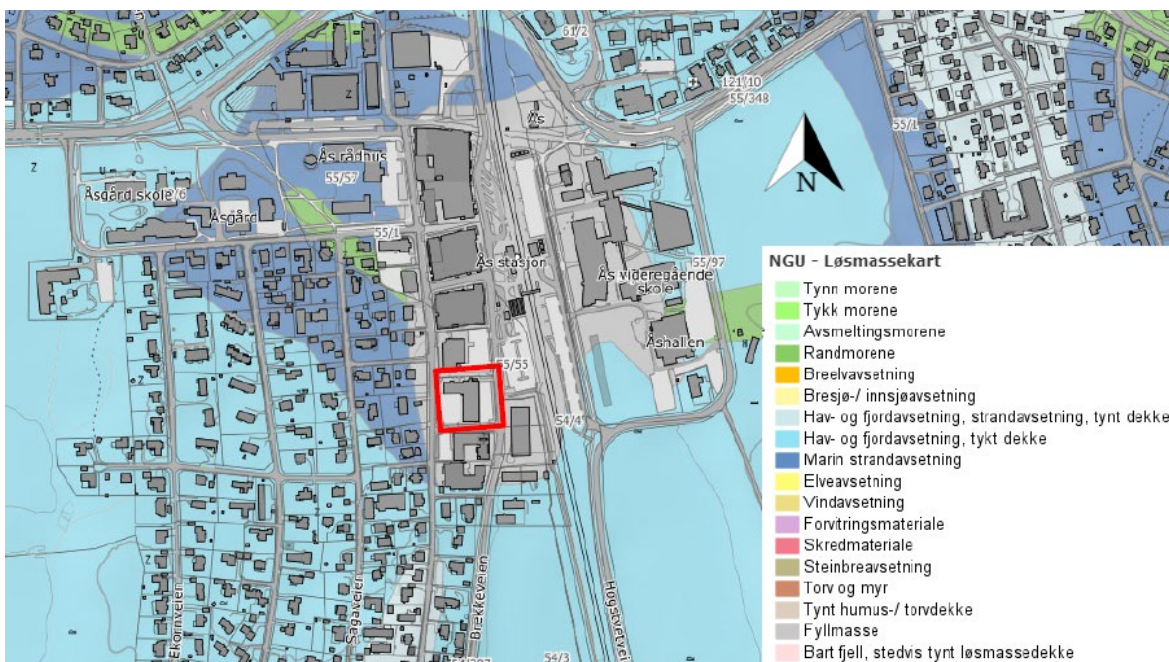 61/2
121/10
55/348
Z
Ås
55/1
Z
Ås rådhus
55/57
Åsgård skole
Åsgård
55/1
Ås stasjon
Ås videregående
skole
55/97
Åshallen
55/55
54/4
Z
Z
Ekornveien
Sagaveien
Brekkeveien
Høgstvetvei
54/3
N
NGU - Løsmassekart
Tynn morene
Tykk morene
Avsmeltingsmorene
Randmorene
Breelvavsetning
Bresjø-/ innsjøavsetning
Hav- og fjordavsetning, strandavsetning, tynt dekke
Hav- og fjordavsetning, tykt dekke
Marin strandavsetning
Elveavsetning
Vindavsetning
Forvitringsmateriale
Skredmateriale
Steinbreavsetning
Torv og myr
Tynt humus-/ torvdekke
Fyllmasse
Bart fjell, stedvis tynt løsmassedekke